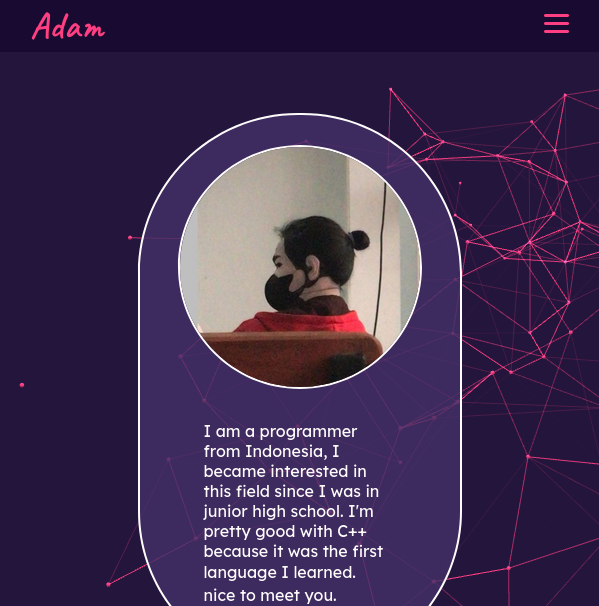 Adam
I am a programmer
from Indonesia, I
became interested in
this field since I was in
junior high school. I'm
pretty good with C++
because it was the first
language I learned.
nice to meet you.